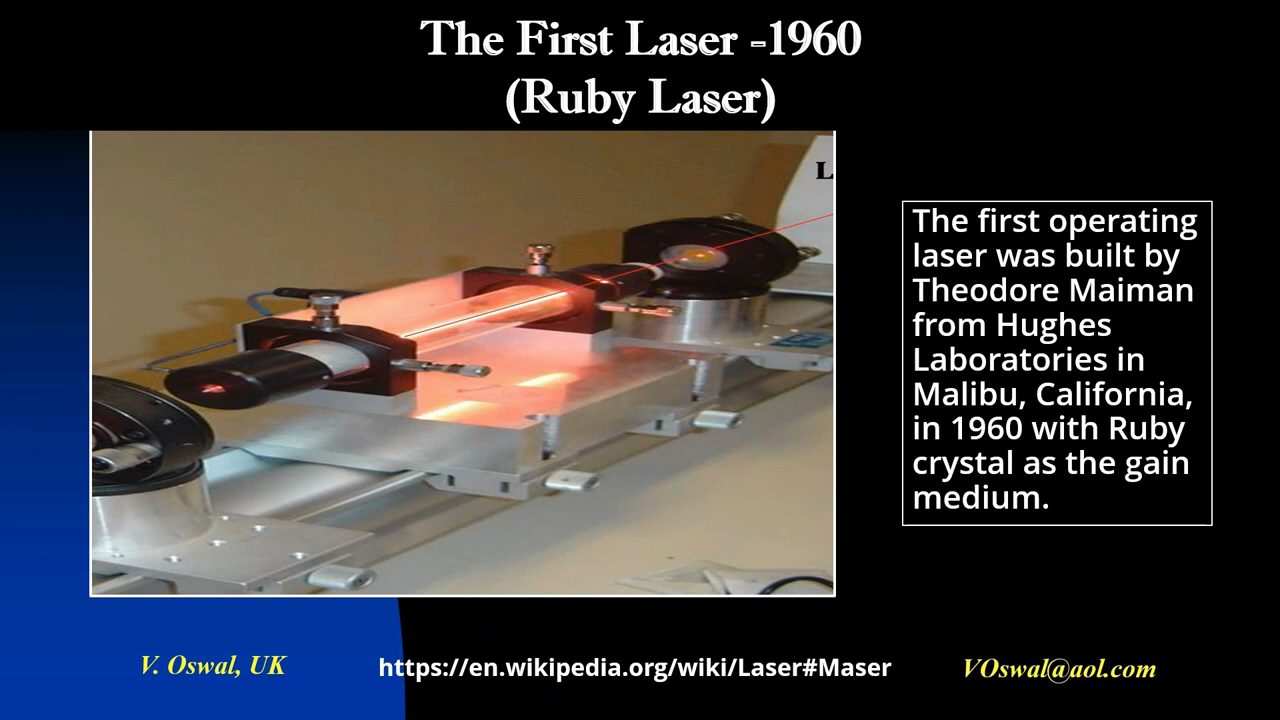 The First Laser -1960
(Ruby Laser)
L
The first operating
laser was built by
Theodore Maiman
from Hughes
Laboratories in
Malibu, California,
in 1960 with Ruby
crystal as the gain
medium.
V. Oswal, UK
https://en.wikipedia.org/wiki/Laser#Maser
VOswal@aol.com